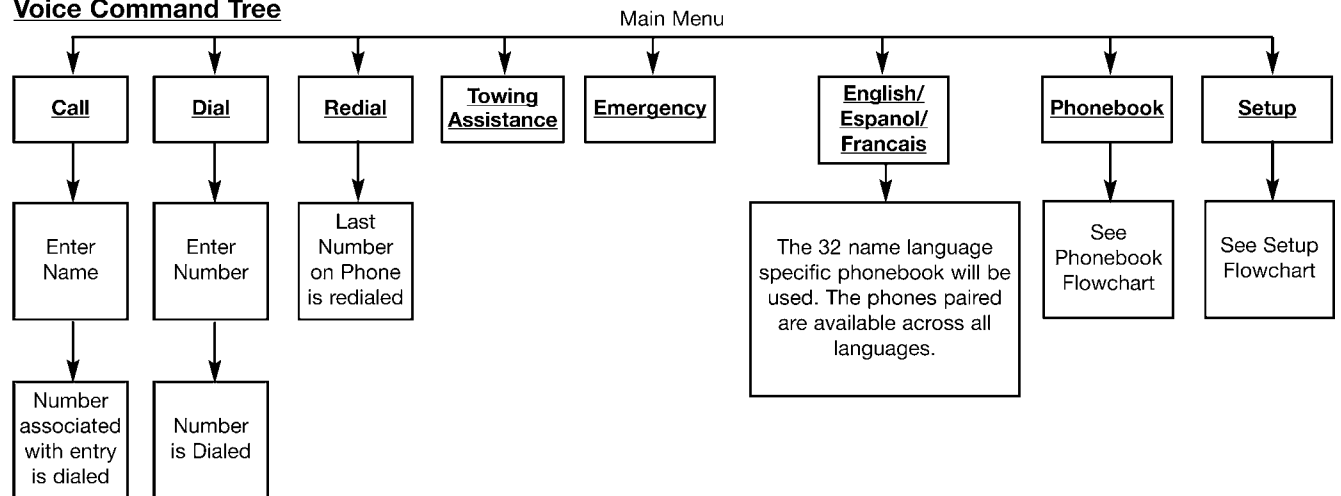 Voice Command Tree
Main Menu
Call
Dial
Redial
Towing
Assistance
Emergency
English/
Espanol/
Francais
Phonebook
Setup
Enter
Name
Enter
Number
Last
Number
on Phone
is redialed
The 32 name language
specific phonebook will be
used. The phones paired
are available across all
languages.
See
Phonebook
Flowchart
See Setup
Flowchart
Number
associated
with entry
is dialed
Number
is Dialed